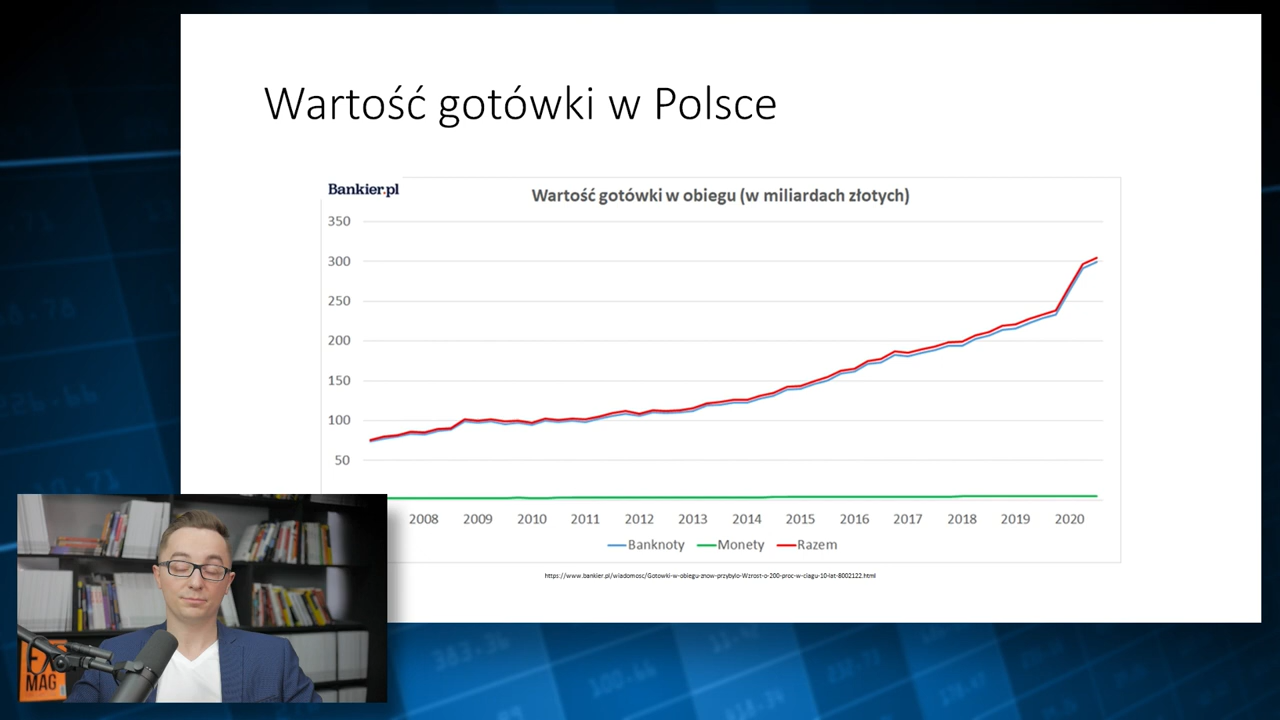 Wartość gotówki w Polsce
Bankier.pl
Wartość gotówki w obiegu (w miliardach złotych)
350
300
250
200
150
100
50
2008 2009 2010 2011 2012 2013 2014 2015 2016 2017 2018 2019 2020
Banknoty Monety Razem
https://www.bankier.pl/wiadomosc/Gotowki-w-obiegu-znow-przybylo-Wzrost-o-200-proc-w-ciagu-10-lat-8002122.html
MAG